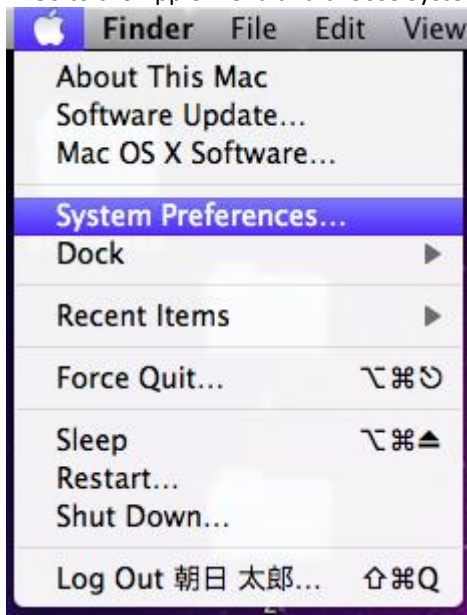 Finder File Edit View
About This Mac
Software Update...
Mac OS X Software...
System Preferences...
Dock ▶
Recent Items ▶
Force Quit... ⌥⌘⎋
Sleep ⌥⌘⏏
Restart...
Shut Down...
Log Out 朝日 太郎... ⇧⌘Q